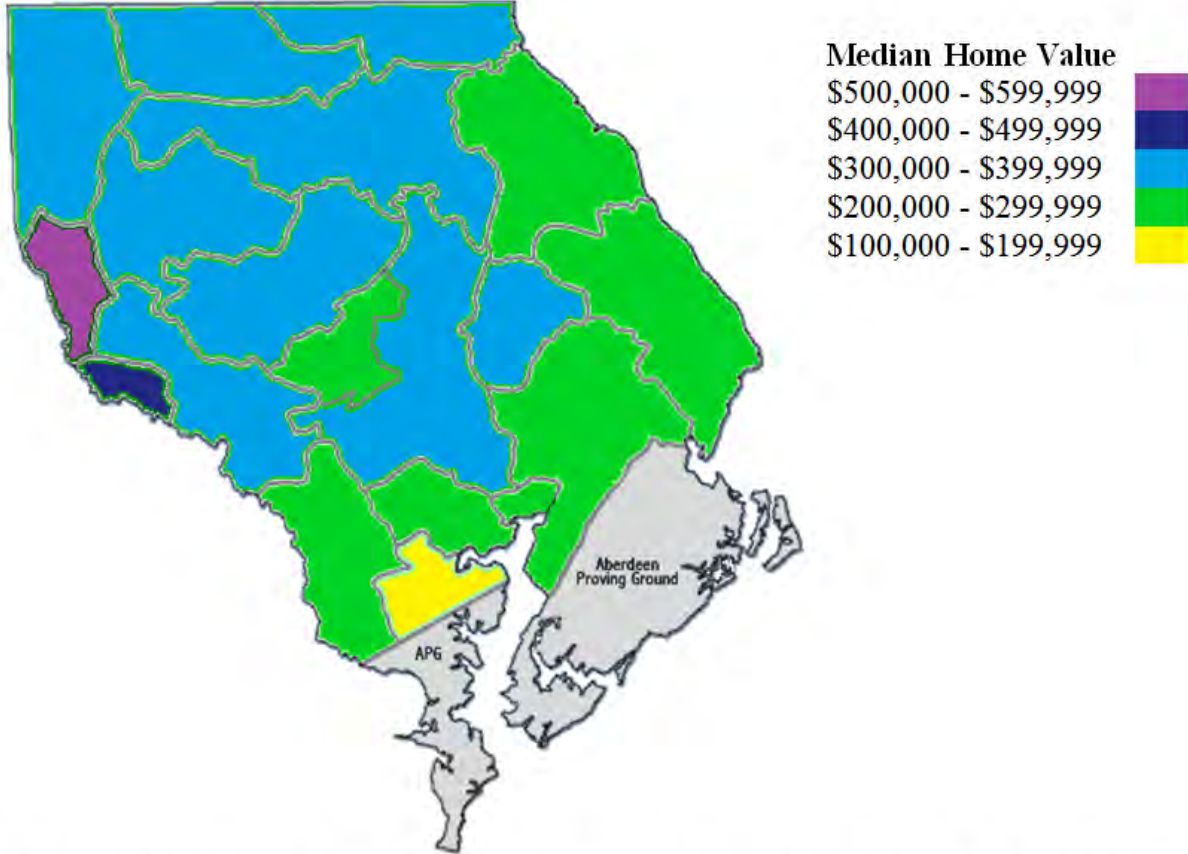 Median Home Value
$500,000 - $599,999
$400,000 - $499,999
$300,000 - $399,999
$200,000 - $299,999
$100,000 - $199,999
Aberdeen
Proving Ground
APG